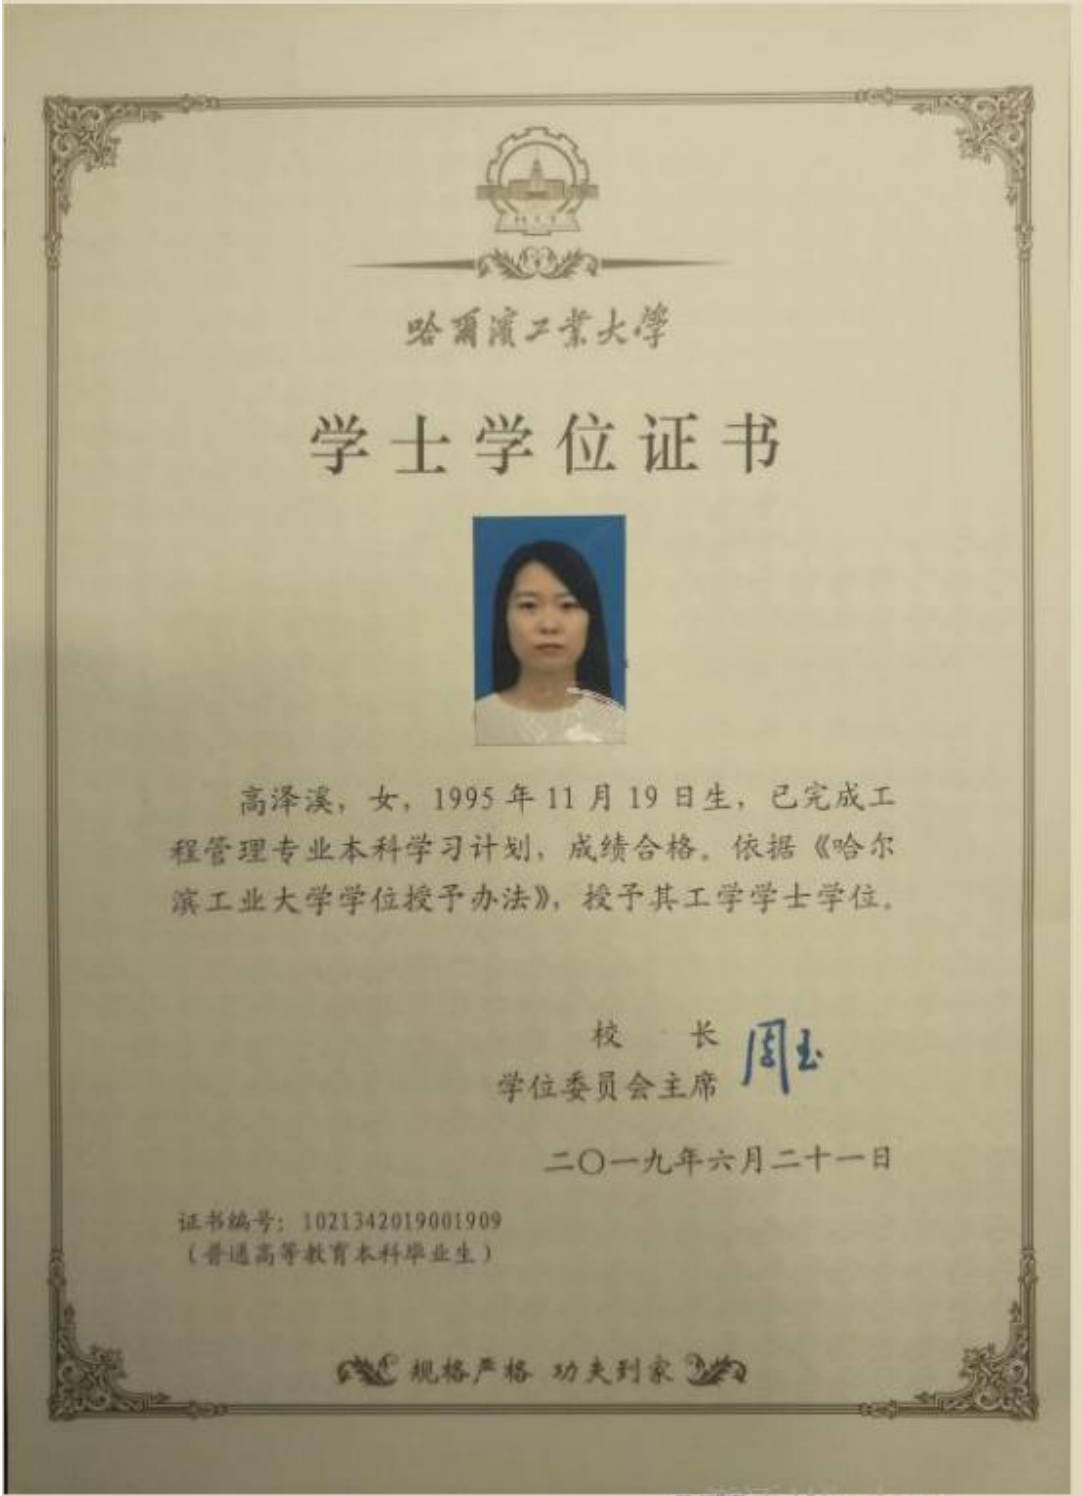 哈爾濱工業大學
学士学位证书
高泽溪，女，1995年11月19日生，已完成工
程管理专业本科学习计划，成绩合格。依据《哈尔
滨工业大学学位授予办法》，授予其工学学士学位。
校 长 周玉
学位委员会主席
二〇一九年六月二十一日
证书编号：1021342019001909
（普通高等教育本科毕业生）
规格严格 功夫到家